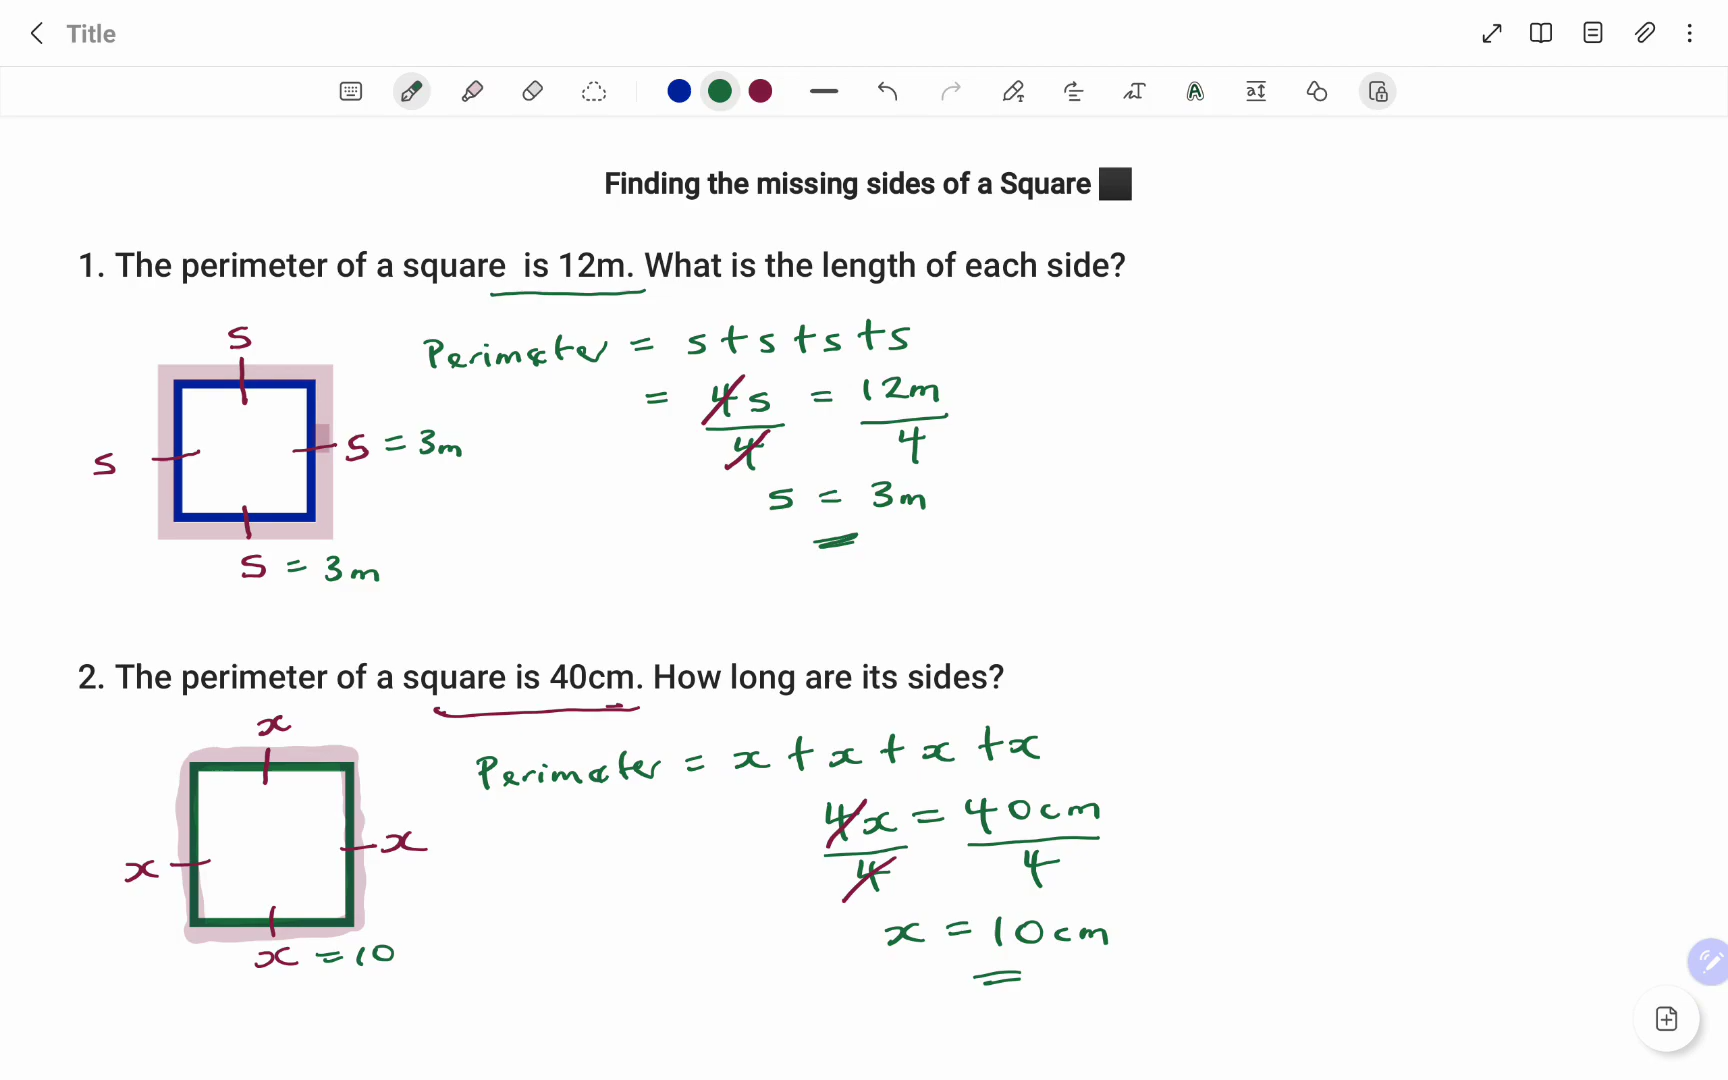 Title
Finding the missing sides of a Square
1. The perimeter of a square is 12m. What is the length of each side?
s
Perimeter = s + s + s + s
= 4s = 12m
4 4
s
s = 3m
s = 3m
s = 3m
2. The perimeter of a square is 40cm. How long are its sides?
x
Perimeter = x + x + x + x
4x = 40cm
4 4
x
x
x = 10cm
x = 10